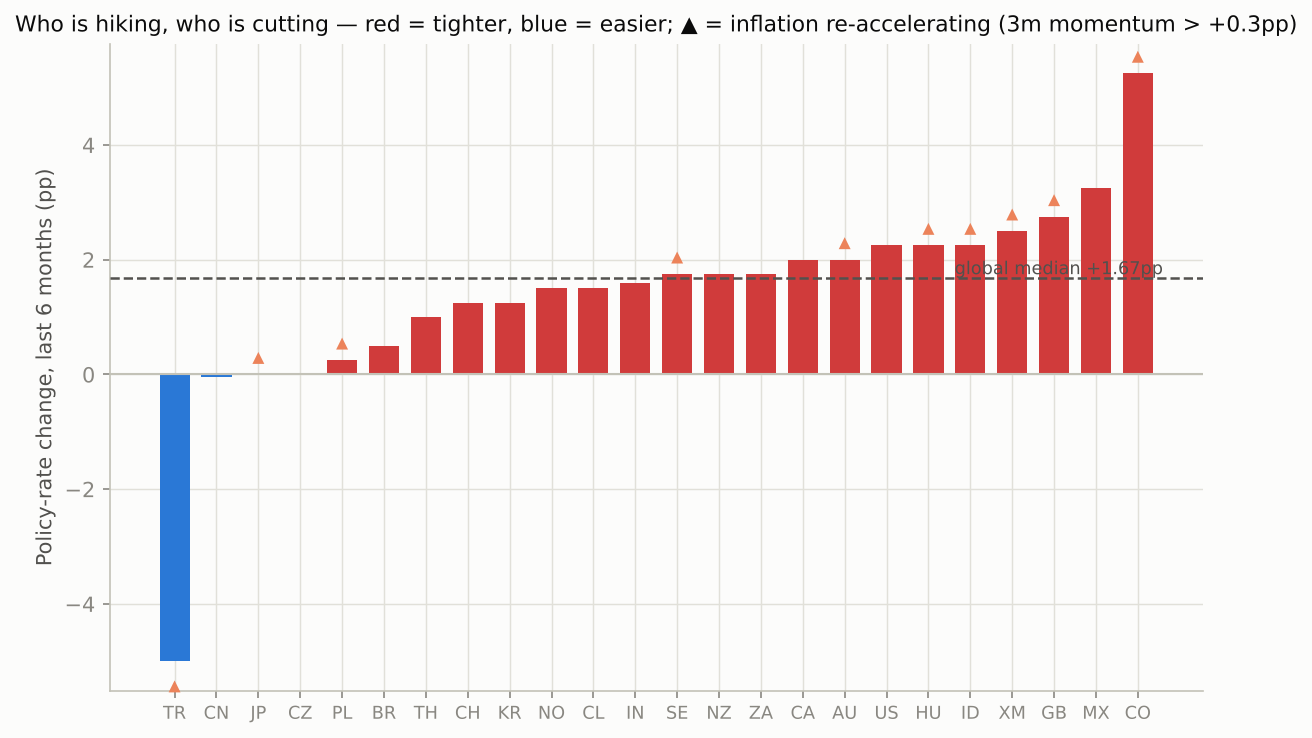 Who is hiking, who is cutting — red = tighter, blue = easier; ▲ = inflation re-accelerating (3m momentum > +0.3pp)
Policy-rate change, last 6 months (pp)
4
2
0
−2
−4
global median +1.67pp
TR CN JP CZ PL BR TH CH KR NO CL IN SE NZ ZA CA AU US HU ID XM GB MX CO